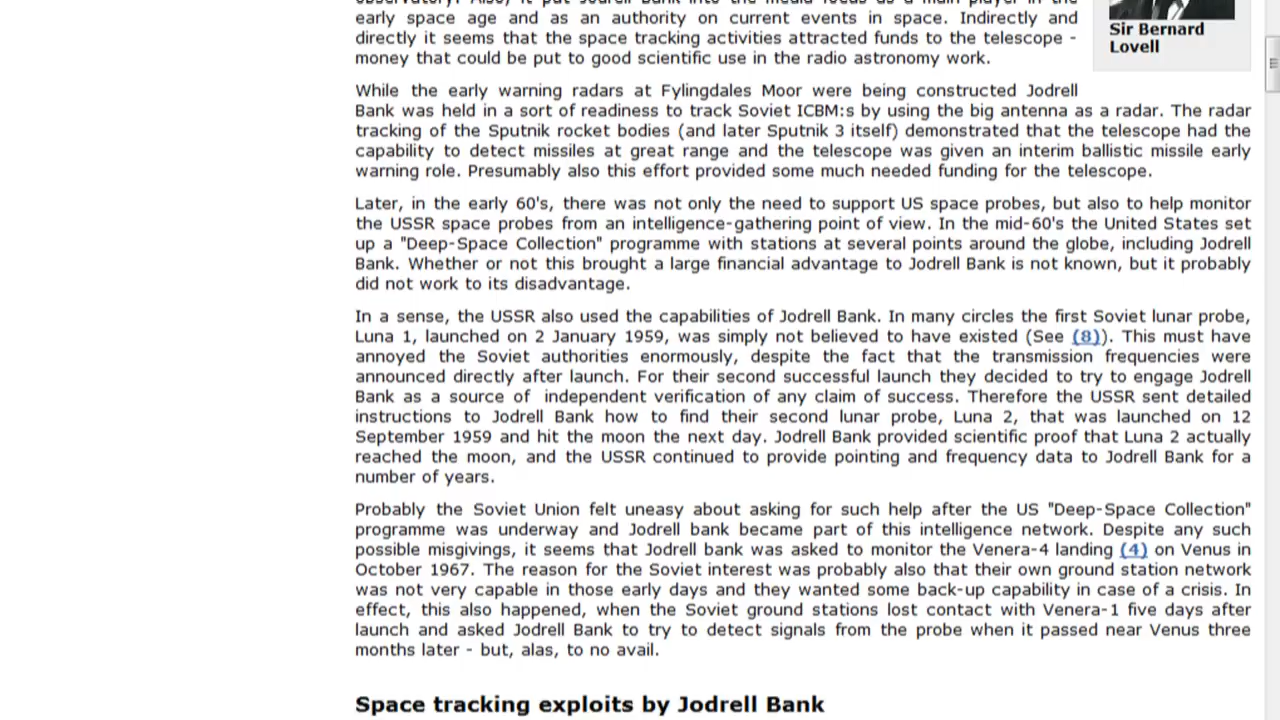 observatory? Also, it put Jodrell Bank into the media focus as a main player in the
early space age and as an authority on current events in space. Indirectly and
directly it seems that the space tracking activities attracted funds to the telescope -
money that could be put to good scientific use in the radio astronomy work.
Sir Bernard
Lovell
While the early warning radars at Fylingdales Moor were being constructed Jodrell
Bank was held in a sort of readiness to track Soviet ICBM:s by using the big antenna as a radar. The radar
tracking of the Sputnik rocket bodies (and later Sputnik 3 itself) demonstrated that the telescope had the
capability to detect missiles at great range and the telescope was given an interim ballistic missile early
warning role. Presumably also this effort provided some much needed funding for the telescope.
Later, in the early 60's, there was not only the need to support US space probes, but also to help monitor
the USSR space probes from an intelligence-gathering point of view. In the mid-60's the United States set
up a "Deep-Space Collection" programme with stations at several points around the globe, including Jodrell
Bank. Whether or not this brought a large financial advantage to Jodrell Bank is not known, but it probably
did not work to its disadvantage.
In a sense, the USSR also used the capabilities of Jodrell Bank. In many circles the first Soviet lunar probe,
Luna 1, launched on 2 January 1959, was simply not believed to have existed (See (8)). This must have
annoyed the Soviet authorities enormously, despite the fact that the transmission frequencies were
announced directly after launch. For their second successful launch they decided to try to engage Jodrell
Bank as a source of independent verification of any claim of success. Therefore the USSR sent detailed
instructions to Jodrell Bank how to find their second lunar probe, Luna 2, that was launched on 12
September 1959 and hit the moon the next day. Jodrell Bank provided scientific proof that Luna 2 actually
reached the moon, and the USSR continued to provide pointing and frequency data to Jodrell Bank for a
number of years.
Probably the Soviet Union felt uneasy about asking for such help after the US "Deep-Space Collection"
programme was underway and Jodrell bank became part of this intelligence network. Despite any such
possible misgivings, it seems that Jodrell bank was asked to monitor the Venera-4 landing (4) on Venus in
October 1967. The reason for the Soviet interest was probably also that their own ground station network
was not very capable in those early days and they wanted some back-up capability in case of a crisis. In
effect, this also happened, when the Soviet ground stations lost contact with Venera-1 five days after
launch and asked Jodrell Bank to try to detect signals from the probe when it passed near Venus three
months later - but, alas, to no avail.
Space tracking exploits by Jodrell Bank